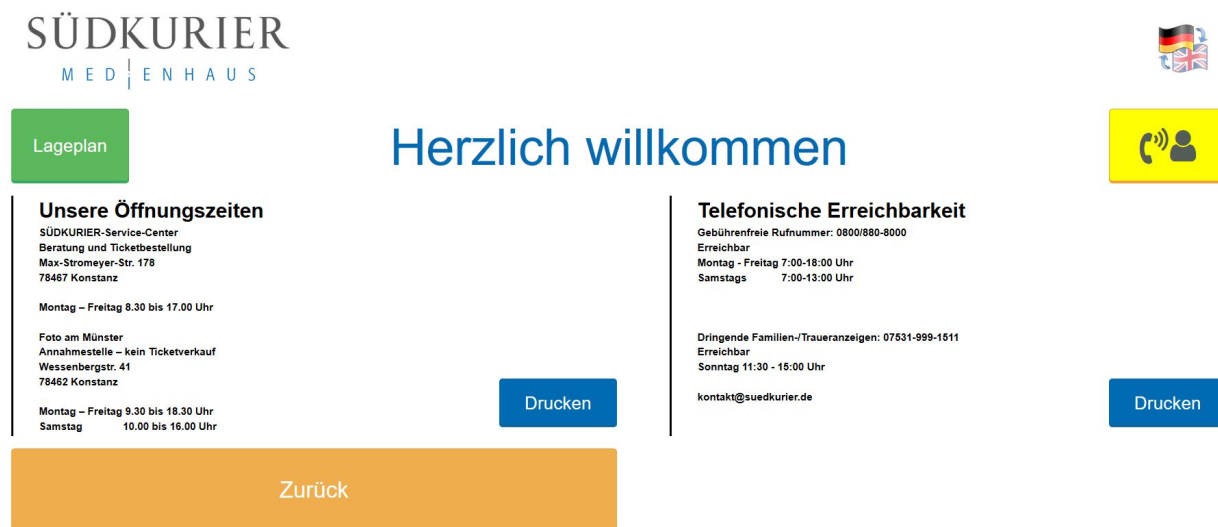 SÜDKURIER
MEDIENHAUS
Lageplan
Herzlich willkommen
Unsere Öffnungszeiten
SÜDKURIER-Service-Center
Beratung und Ticketbestellung
Max-Stromeyer-Str. 178
78467 Konstanz
Montag – Freitag 8.30 bis 17.00 Uhr
Foto am Münster
Annahmestelle – kein Ticketverkauf
Wessenbergstr. 41
78462 Konstanz
Montag – Freitag 9.30 bis 18.30 Uhr
Samstag 10.00 bis 16.00 Uhr
Drucken
Telefonische Erreichbarkeit
Gebührenfreie Rufnummer: 0800/880-8000
Erreichbar
Montag - Freitag 7:00-18:00 Uhr
Samstags 7:00-13:00 Uhr
Dringende Familien-/Traueranzeigen: 07531-999-1511
Erreichbar
Sonntag 11:30 - 15:00 Uhr
kontakt@suedkurier.de
Drucken
Zurück